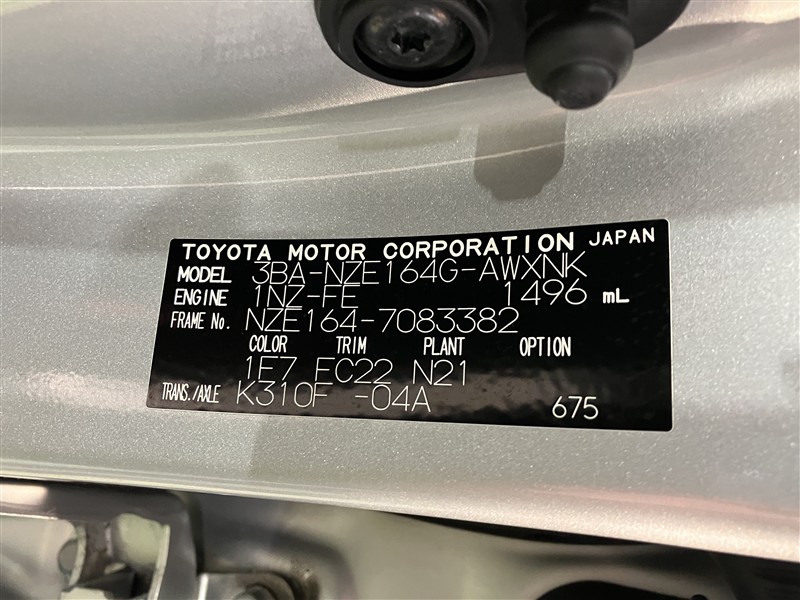 TOYOTA MOTOR CORPORATION JAPAN
MODEL 3BA-NZE164G-AWXNK
ENGINE 1NZ-FE 1496 mL
FRAME No. NZE164-7083382
COLOR TRIM PLANT OPTION
1E7 FC22 N21
TRANS./AXLE K310F -04A 675